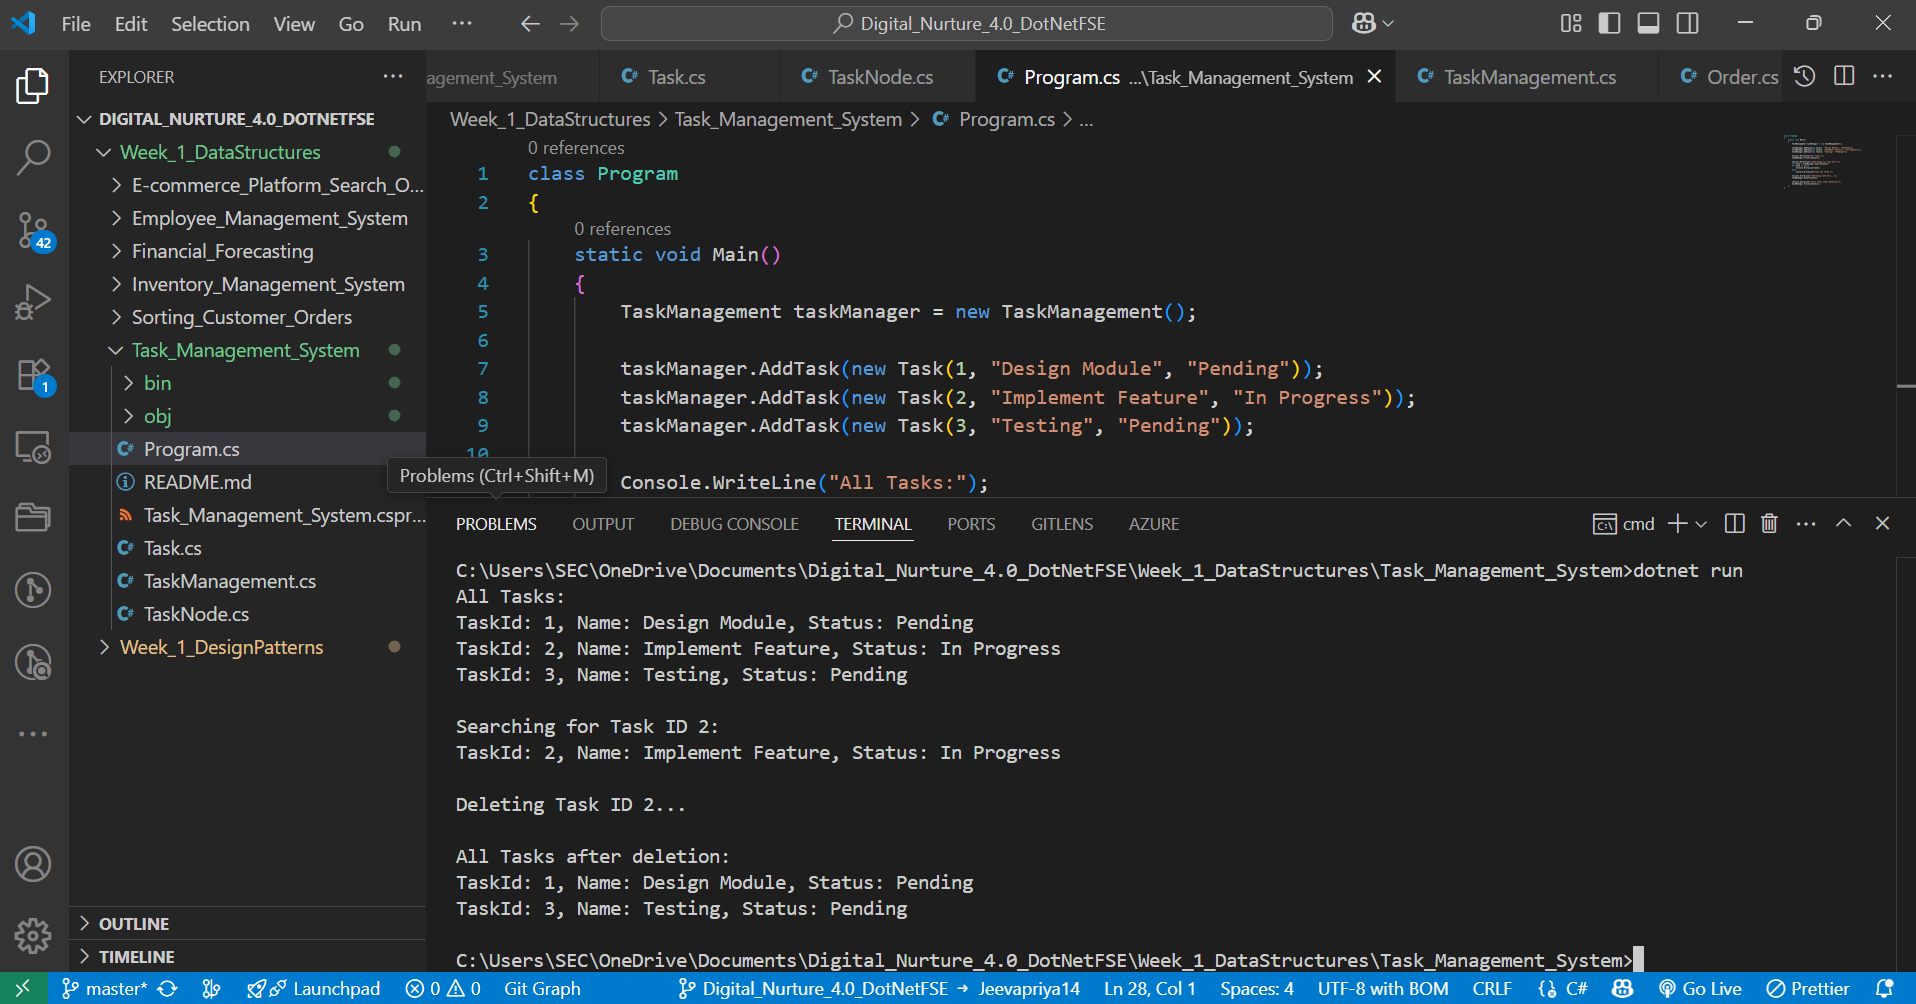 File Edit Selection View Go Run ··· Digital_Nurture_4.0_DotNetFSE
EXPLORER ···
DIGITAL_NURTURE_4.0_DOTNETFSE
Week_1_DataStructures
E-commerce_Platform_Search_O...
Employee_Management_System
Financial_Forecasting
Inventory_Management_System
Sorting_Customer_Orders
Task_Management_System
bin
obj
Program.cs
README.md
Task_Management_System.cspr...
Task.cs
TaskManagement.cs
TaskNode.cs
Week_1_DesignPatterns
OUTLINE
TIMELINE
42
1
agement_System Task.cs TaskNode.cs Program.cs ...\Task_Management_System TaskManagement.cs Order.cs
Week_1_DataStructures > Task_Management_System > Program.cs > ...
0 references
1 class Program
2 {
0 references
3 static void Main()
4 {
5 TaskManagement taskManager = new TaskManagement();
6
7 taskManager.AddTask(new Task(1, "Design Module", "Pending"));
8 taskManager.AddTask(new Task(2, "Implement Feature", "In Progress"));
9 taskManager.AddTask(new Task(3, "Testing", "Pending"));
10
Console.WriteLine("All Tasks:");
Problems (Ctrl+Shift+M)
PROBLEMS OUTPUT DEBUG CONSOLE TERMINAL PORTS GITLENS AZURE cmd
C:\Users\SEC\OneDrive\Documents\Digital_Nurture_4.0_DotNetFSE\Week_1_DataStructures\Task_Management_System>dotnet run
All Tasks:
TaskId: 1, Name: Design Module, Status: Pending
TaskId: 2, Name: Implement Feature, Status: In Progress
TaskId: 3, Name: Testing, Status: Pending
Searching for Task ID 2:
TaskId: 2, Name: Implement Feature, Status: In Progress
Deleting Task ID 2...
All Tasks after deletion:
TaskId: 1, Name: Design Module, Status: Pending
TaskId: 3, Name: Testing, Status: Pending
C:\Users\SEC\OneDrive\Documents\Digital_Nurture_4.0_DotNetFSE\Week_1_DataStructures\Task_Management_System>
master* Launchpad 0 0 Git Graph Digital_Nurture_4.0_DotNetFSE → Jeevapriya14 Ln 28, Col 1 Spaces: 4 UTF-8 with BOM CRLF {} C# Go Live Prettier